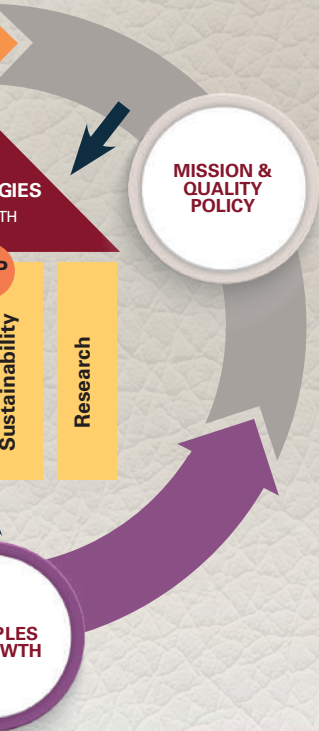 MISSION &
QUALITY
POLICY
GIES
TH
P
Sustainability
Research
PLES
WTH